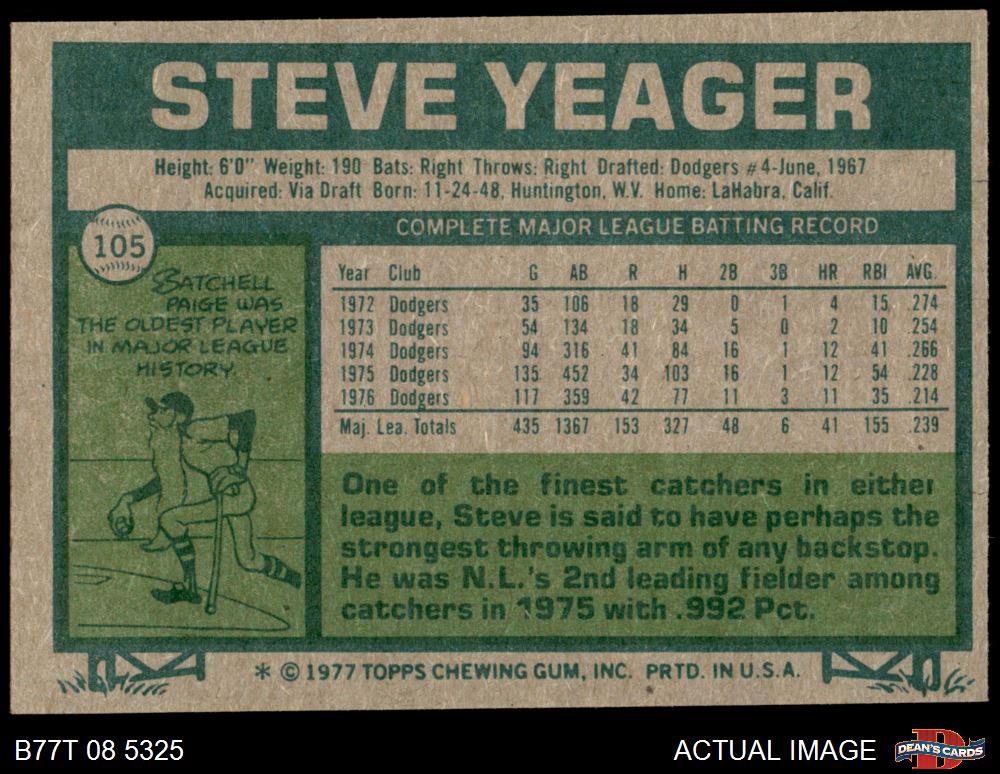 STEVE YEAGER
Height: 6'0" Weight: 190 Bats: Right Throws: Right Drafted: Dodgers #4-June, 1967
Acquired: Via Draft Born: 11-24-48, Huntington, W.V. Home: LaHabra, Calif.
105
BATCHELL
PAIGE WAS
THE OLDEST PLAYER
IN MAJOR LEAGUE
HISTORY.
COMPLETE MAJOR LEAGUE BATTING RECORD
Year Club G AB R H 2B 3B HR RBI AVG.
1972 Dodgers 35 106 18 29 0 1 4 15 .274
1973 Dodgers 54 134 18 34 5 0 2 10 .254
1974 Dodgers 94 316 41 84 16 1 12 41 .266
1975 Dodgers 135 452 34 103 16 1 12 54 .228
1976 Dodgers 117 359 42 77 11 3 11 35 .214
Maj. Lea. Totals 435 1367 153 327 48 6 41 155 .239
One of the finest catchers in either
league, Steve is said to have perhaps the
strongest throwing arm of any backstop.
He was N.L.'s 2nd leading fielder among
catchers in 1975 with .992 Pct.
* © 1977 TOPPS CHEWING GUM, INC. PRTD. IN U.S.A.
B77T 08 5325
ACTUAL IMAGE
D
DEAN'S CARDS